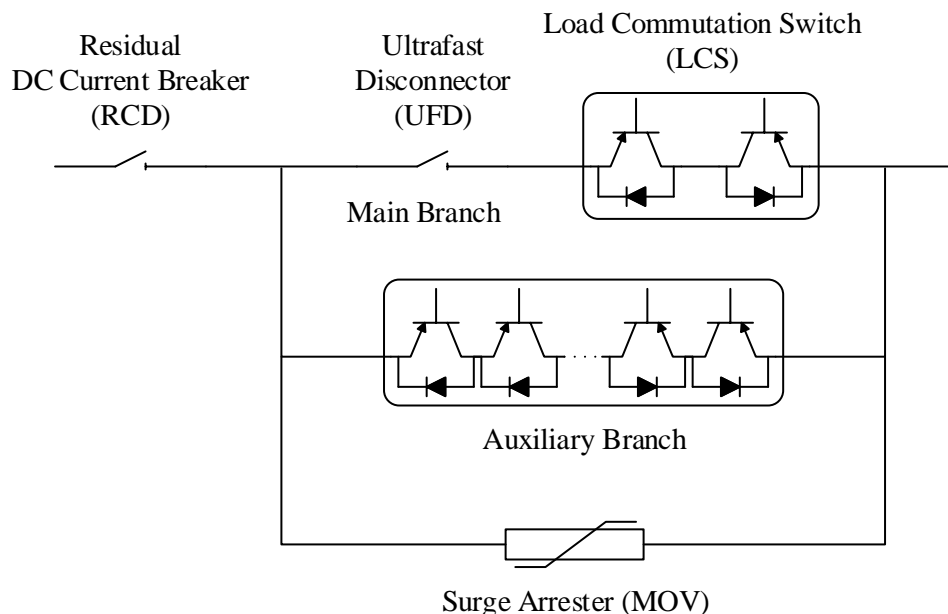 Residual
DC Current Breaker
(RCD)
Ultrafast
Disconnector
(UFD)
Load Commutation Switch
(LCS)
Main Branch
Auxiliary Branch
Surge Arrester (MOV)